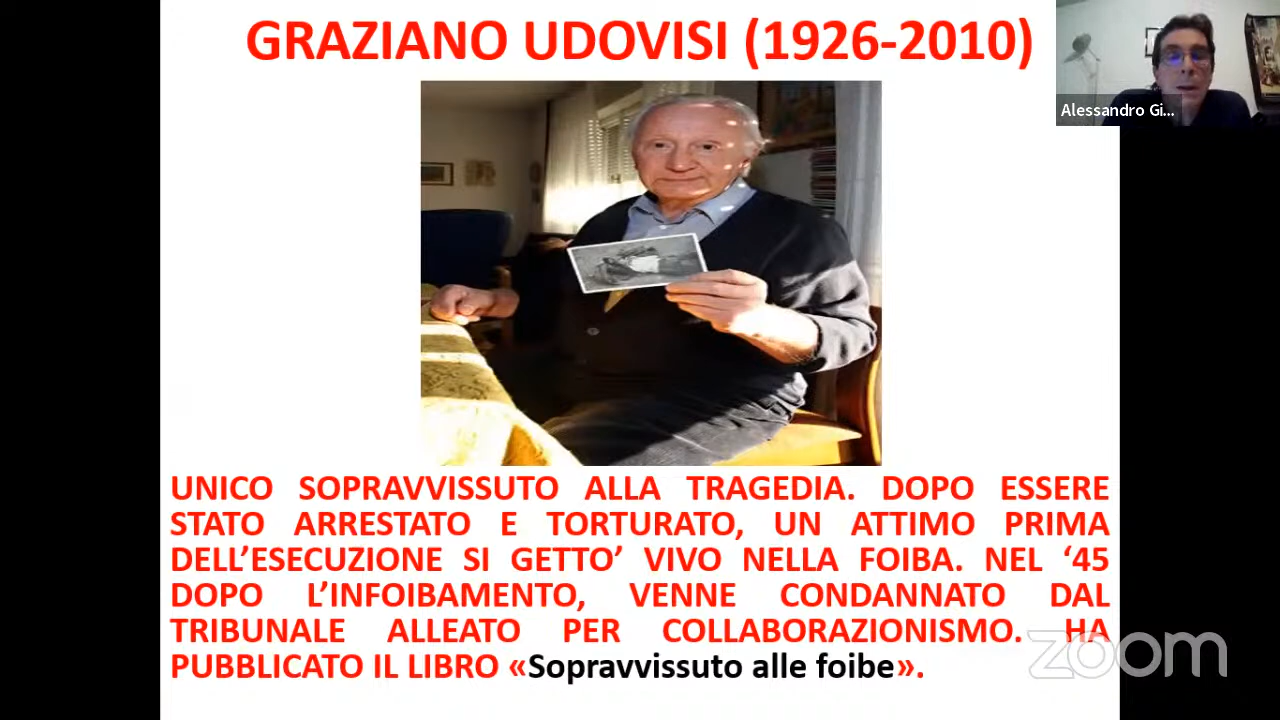 GRAZIANO UDOVISI (1926-2010)
Alessandro Gi...
UNICO SOPRAVVISSUTO ALLA TRAGEDIA. DOPO ESSERE
STATO ARRESTATO E TORTURATO, UN ATTIMO PRIMA
DELL'ESECUZIONE SI GETTO' VIVO NELLA FOIBA. NEL ‘45
DOPO L'INFOIBAMENTO, VENNE CONDANNATO DAL
TRIBUNALE ALLEATO PER COLLABORAZIONISMO. HA
PUBBLICATO IL LIBRO «Sopravvissuto alle foibe».
zoom